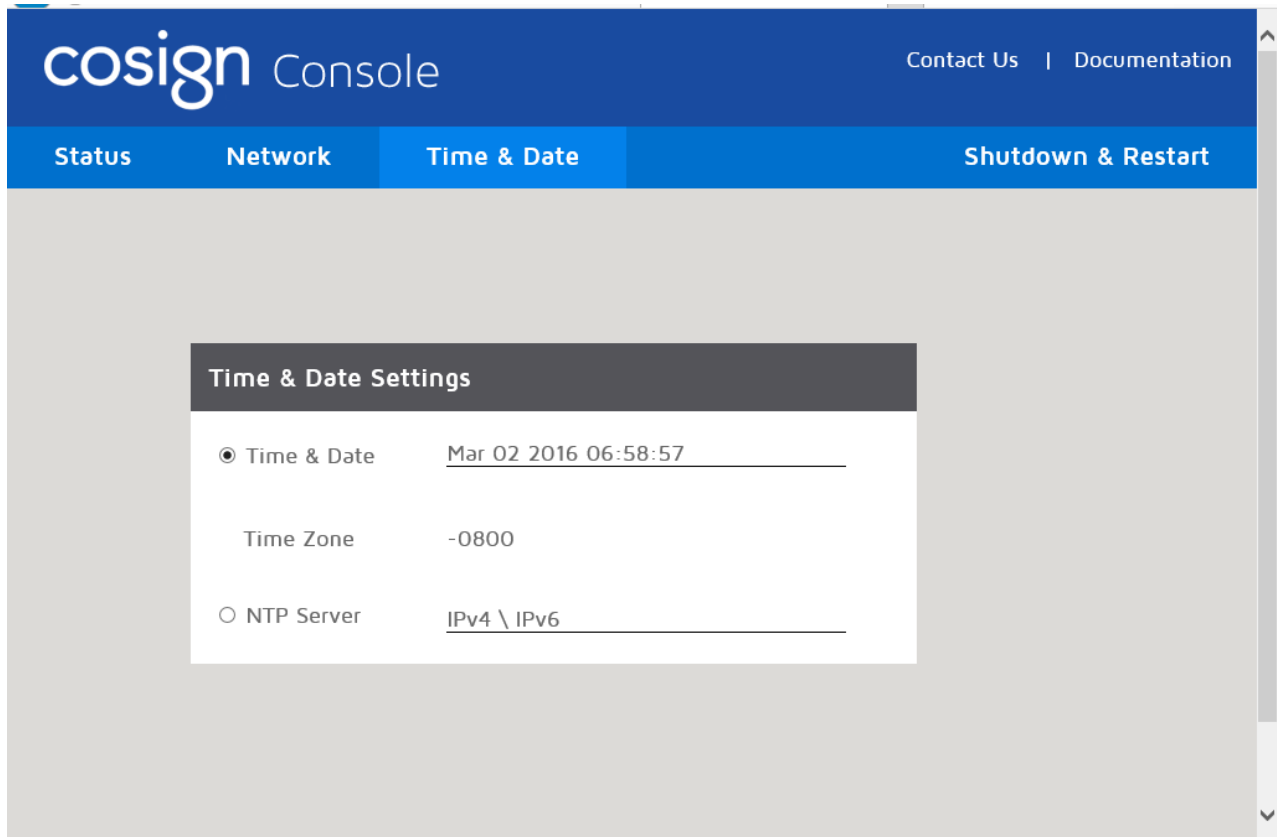 cosign Console
Contact Us | Documentation
Status Network Time & Date Shutdown & Restart
Time & Date Settings
Time & Date Mar 02 2016 06:58:57
Time Zone -0800
NTP Server IPv4 \ IPv6